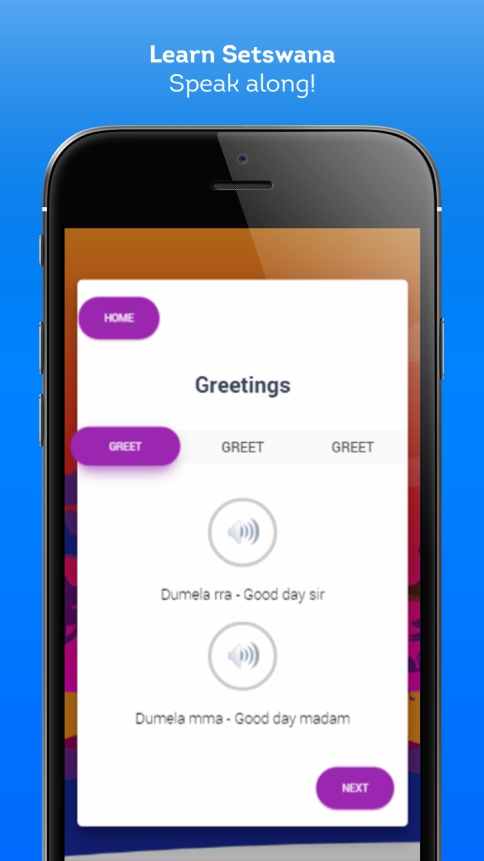 Learn Setswana
Speak along!
HOME
Greetings
GREET GREET GREET
Dumela rra - Good day sir
Dumela mma - Good day madam
NEXT